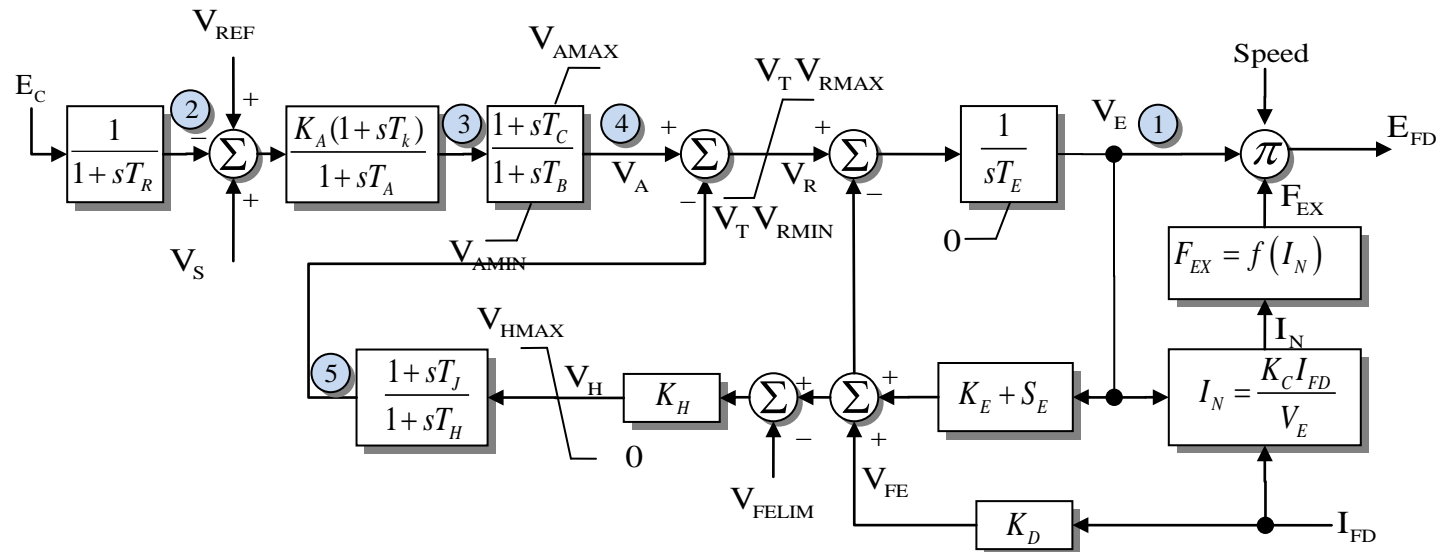 V_REF
V_AMAX
V_T V_RMAX
Speed
E_C
2
3
4
V_E
1
E_FD
+
−
+
1 / (1 + sT_R)
Σ
K_A(1 + sT_k) / (1 + sT_A)
(1 + sT_C) / (1 + sT_B)
V_A
+
−
Σ
V_R
+
−
Σ
1 / (sT_E)
π
V_S
V_AMIN
V_T V_RMIN
0
F_EX
F_EX = f(I_N)
I_N
V_HMAX
5
(1 + sT_J) / (1 + sT_H)
V_H
K_H
Σ
+
−
Σ
+
+
K_E + S_E
I_N = K_C I_FD / V_E
0
V_FELIM
V_FE
K_D
I_FD